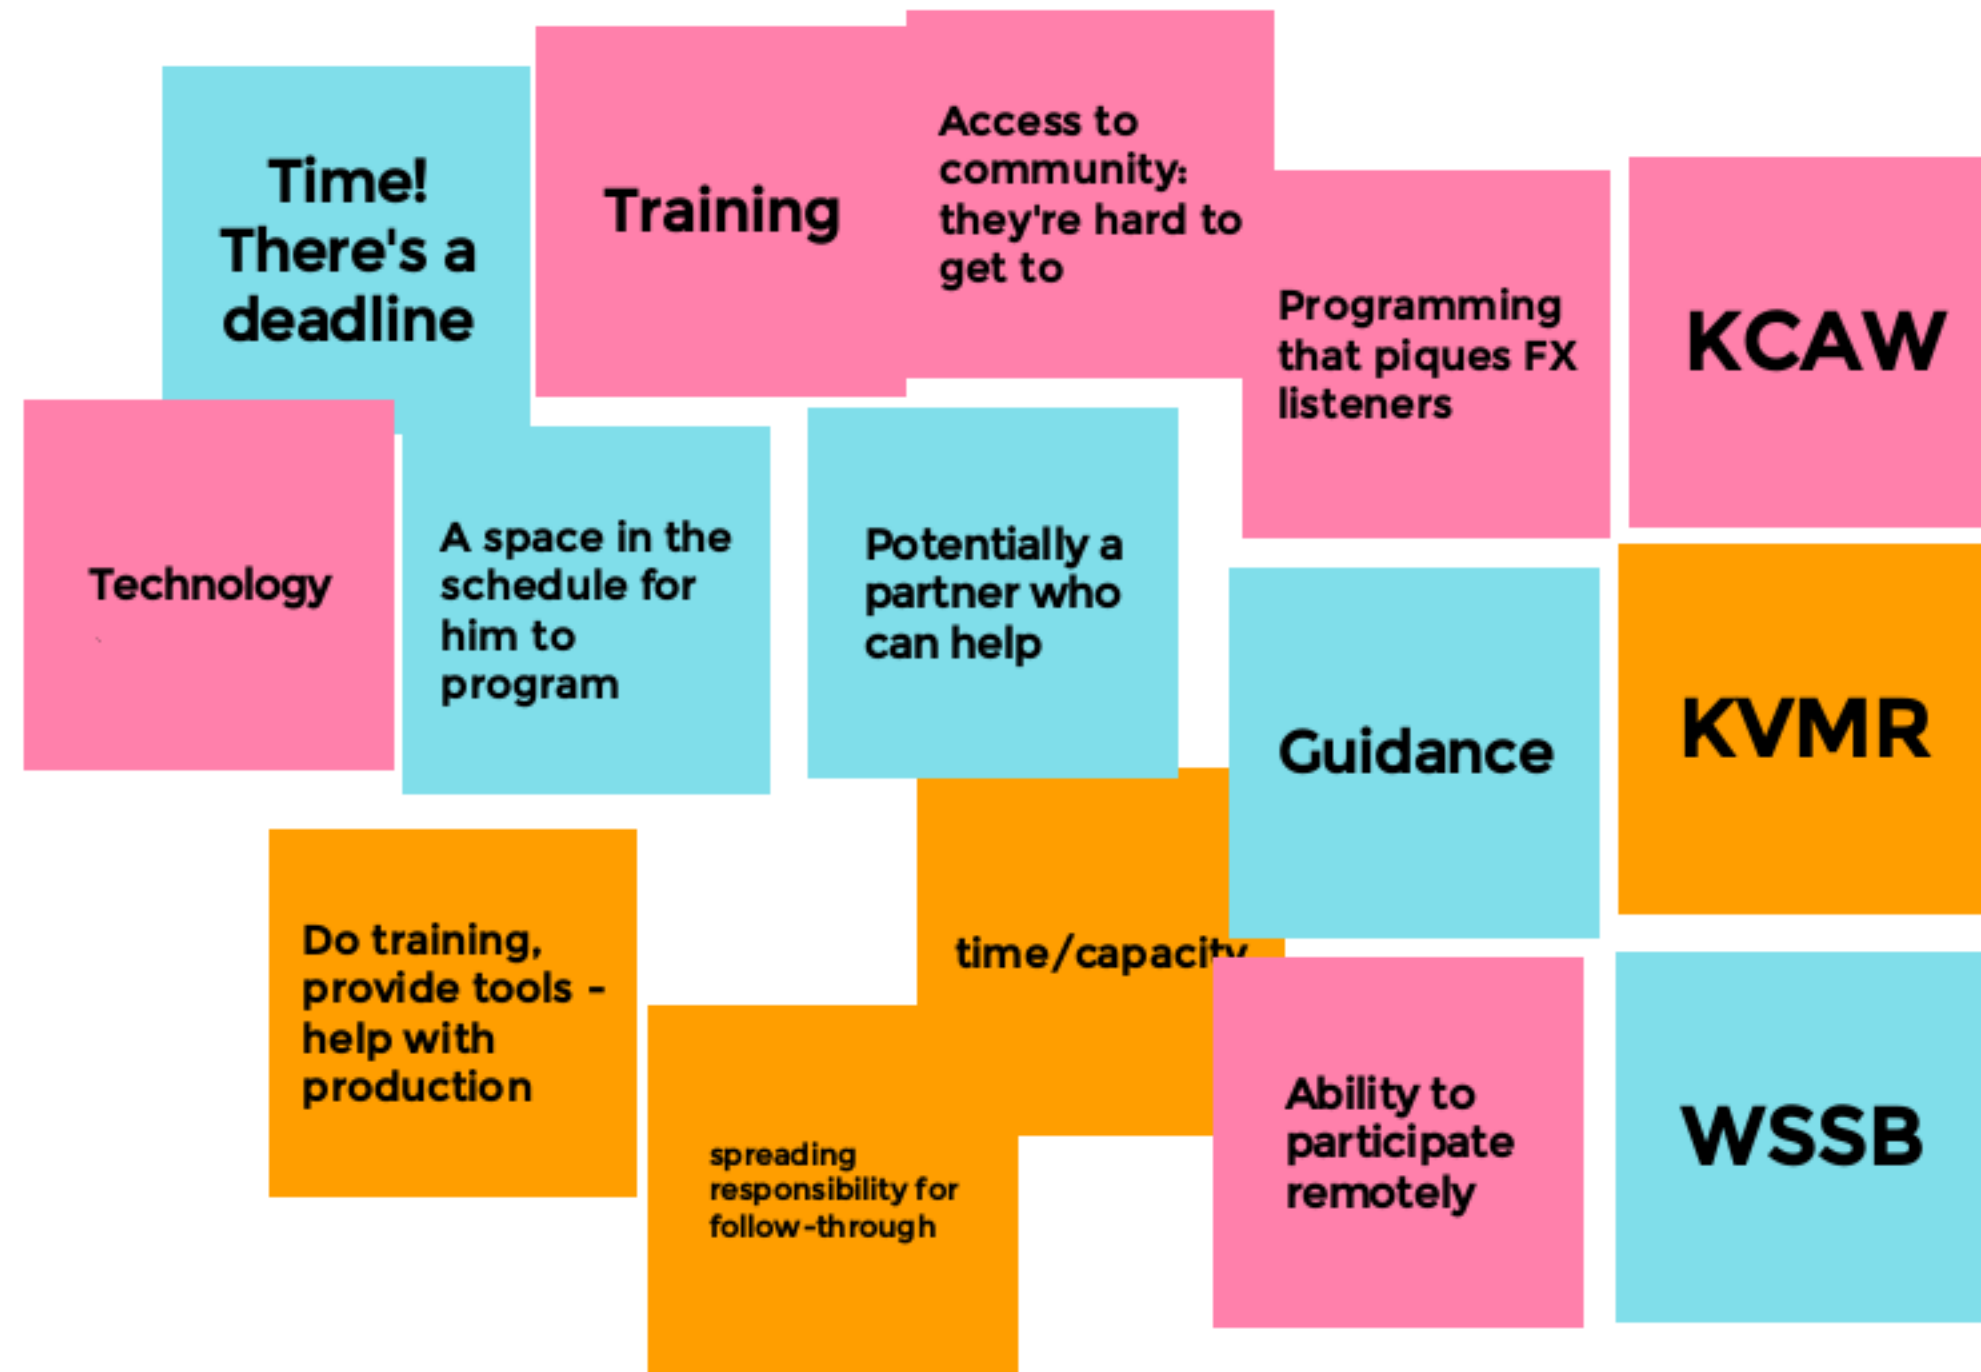 Time!
There's a
deadline
Training
Access to
community:
they're hard to
get to
Programming
that piques FX
listeners
KCAW
Technology
A space in the
schedule for
him to
program
Potentially a
partner who
can help
Guidance
KVMR
Do training,
provide tools -
help with
production
time/capacity
spreading
responsibility for
follow-through
Ability to
participate
remotely
WSSB